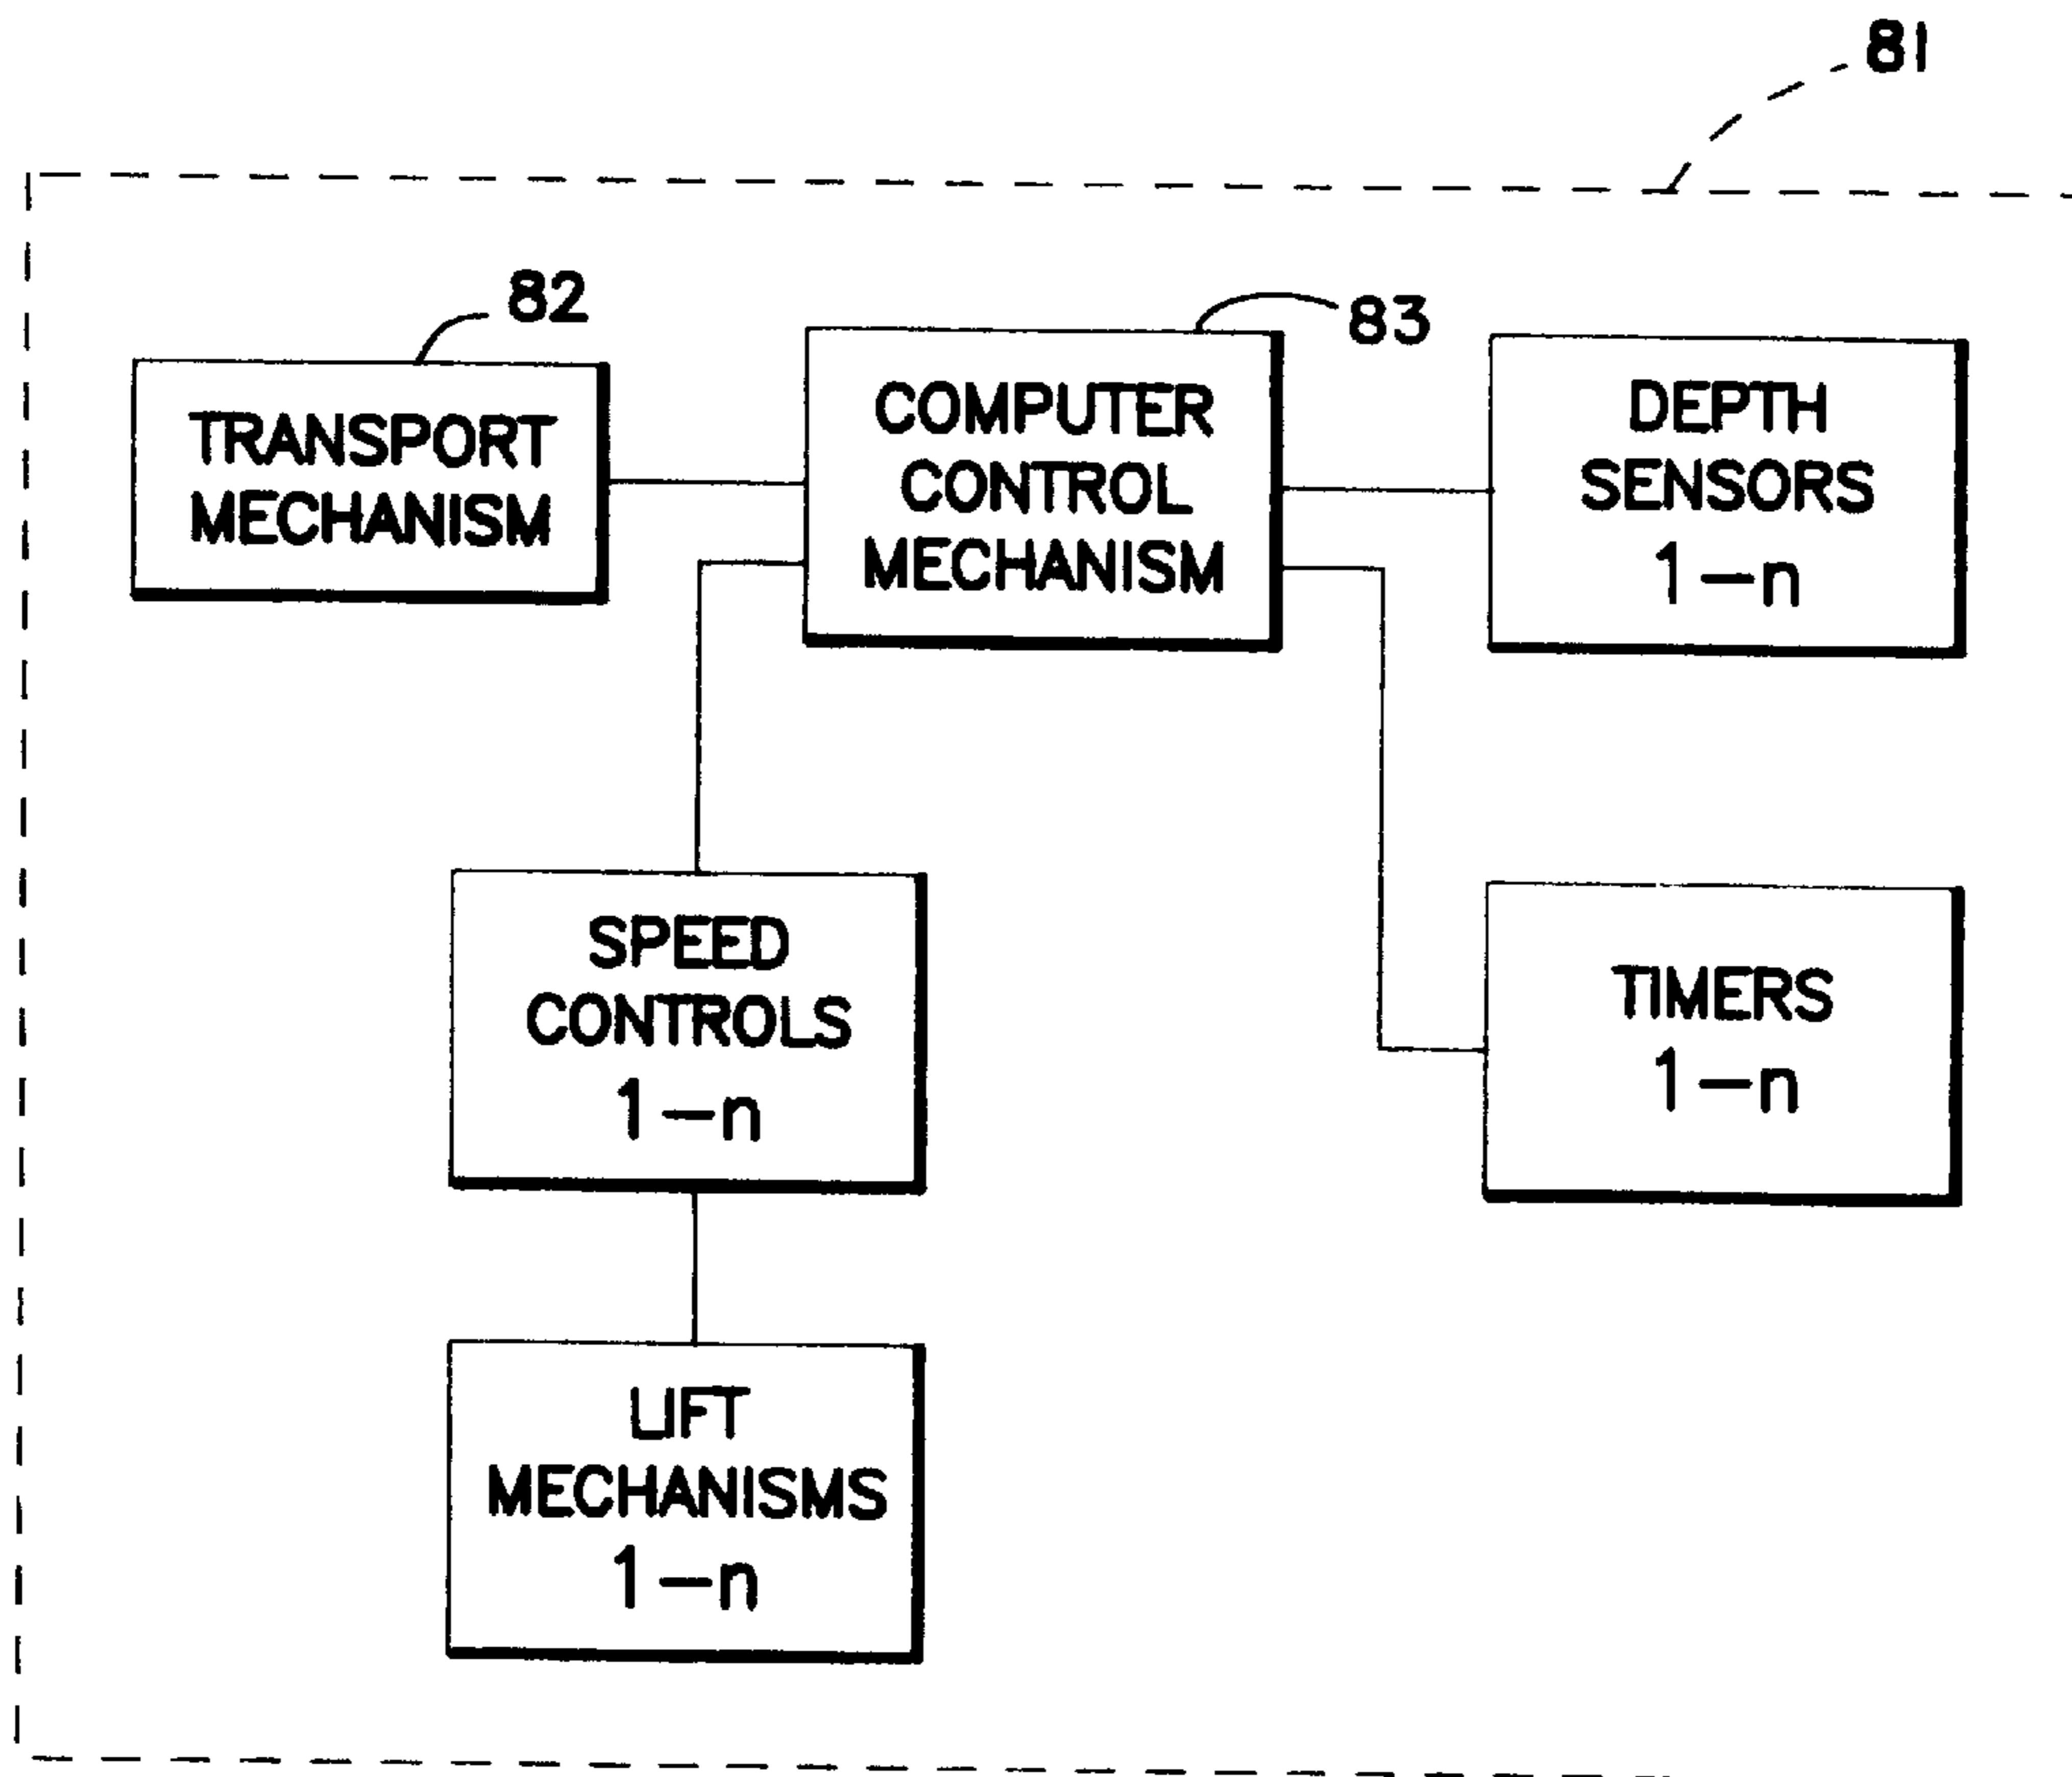 81
82
83
TRANSPORT
MECHANISM
COMPUTER
CONTROL
MECHANISM
DEPTH
SENSORS
1-n
SPEED
CONTROLS
1-n
TIMERS
1-n
LIFT
MECHANISMS
1-n